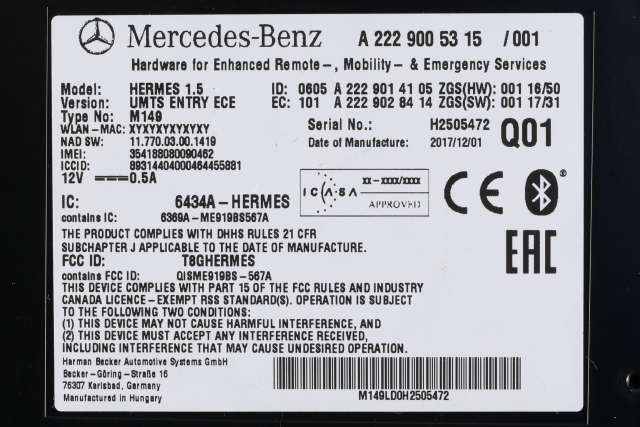 Mercedes-Benz A 222 900 53 15 /001
Hardware for Enhanced Remote-, Mobility- & Emergency Services
Model: HERMES 1.5 ID: 0605 A 222 901 41 05 ZGS(HW): 001 16/50
Version: UMTS ENTRY ECE EC: 101 A 222 902 84 14 ZGS(SW): 001 17/31
Type No: M149
WLAN-MAC: XYXYXYXYXYXY
NAD SW: 11.770.03.00.1419
IMEI: 354188080090462
ICCID: 89314404000464455881
12V 0.5A
Serial No.: H2505472 Q01
Date of Manufacture: 2017/12/01
IC: 6434A-HERMES
contains IC: 6369A-ME919BS567A
ICASA xx-xxxx/xxxx
APPROVED
CE
EAC
THE PRODUCT COMPLIES WITH DHHS RULES 21 CFR
SUBCHAPTER J APPLICABLE TO THE DATE OF MANUFACTURE.
FCC ID: T8GHERMES
contains FCC ID: QISME919BS-567A
THIS DEVICE COMPLIES WITH PART 15 OF THE FCC RULES AND INDUSTRY
CANADA LICENCE-EXEMPT RSS STANDARD(S). OPERATION IS SUBJECT
TO THE FOLLOWING TWO CONDITIONS:
(1) THIS DEVICE MAY NOT CAUSE HARMFUL INTERFERENCE, AND
(2) THIS DEVICE MUST ACCEPT ANY INTERFERENCE RECEIVED,
INCLUDING INTERFERENCE THAT MAY CAUSE UNDESIRED OPERATION.
Harman Becker Automotive Systems GmbH
Becker-Göring-Straße 16
76307 Karlsbad, Germany
Manufactured in Hungary
M149LD0H2505472